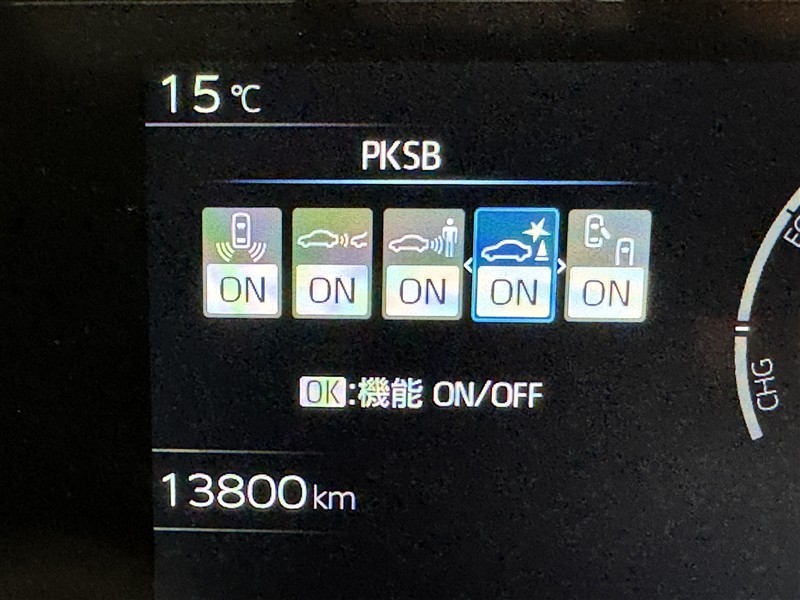 15℃
PKSB
ON ON ON ON ON
OK:機能 ON/OFF
CHG
13800km